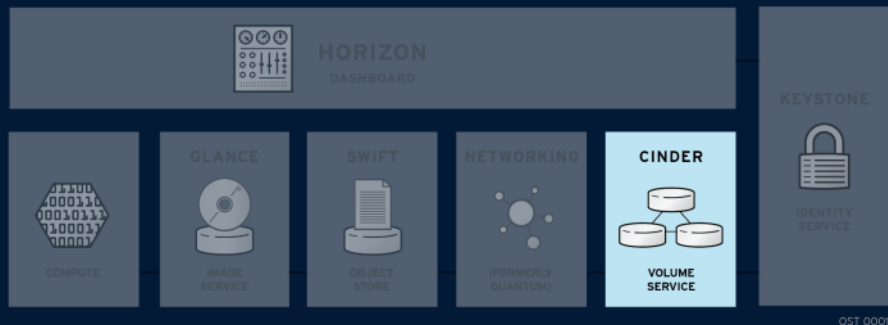 HORIZON
DASHBOARD
KEYSTONE
IDENTITY
SERVICE
COMPUTE
GLANCE
IMAGE
SERVICE
SWIFT
OBJECT
STORE
NETWORKING
(FORMERLY
QUANTUM)
CINDER
VOLUME
SERVICE